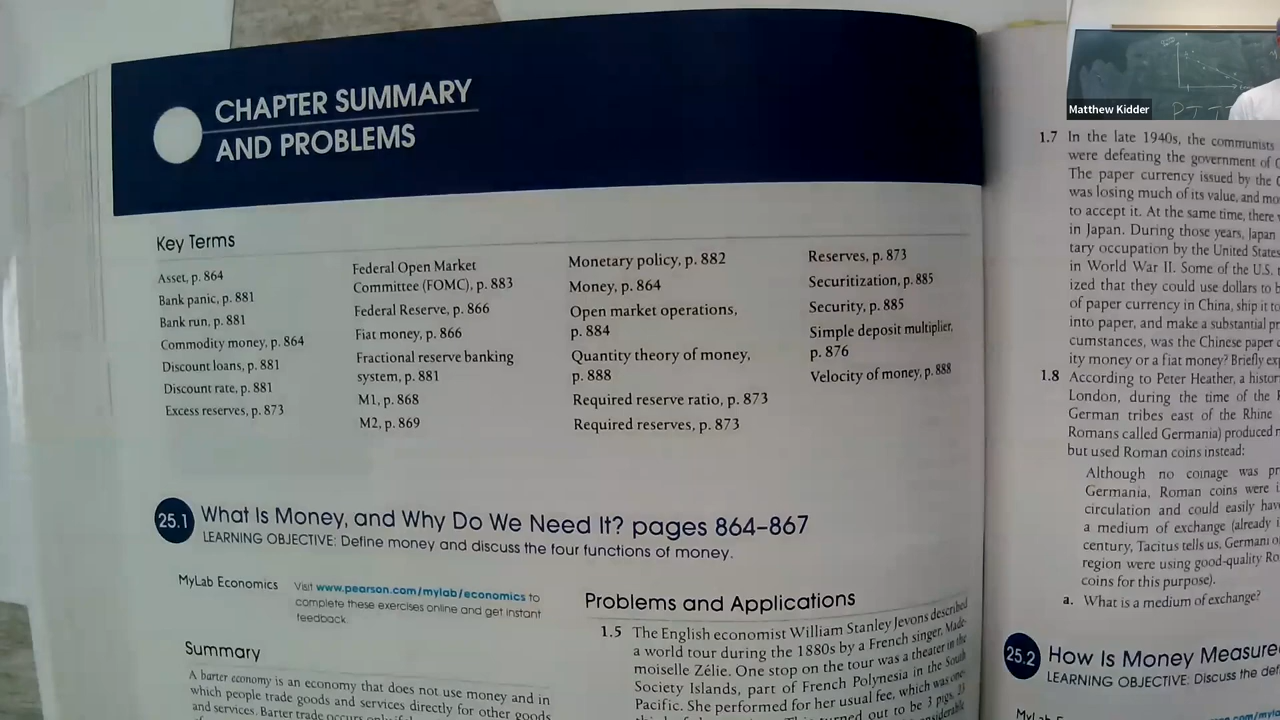 CHAPTER SUMMARY
AND PROBLEMS
Key Terms
Asset, p. 864
Bank panic, p. 881
Bank run, p. 881
Commodity money, p. 864
Discount loans, p. 881
Discount rate, p. 881
Excess reserves, p. 873
Federal Open Market
Committee (FOMC), p. 883
Federal Reserve, p. 866
Fiat money, p. 866
Fractional reserve banking
system, p. 881
M1, p. 868
M2, p. 869
Monetary policy, p. 882
Money, p. 864
Open market operations,
p. 884
Quantity theory of money,
p. 888
Required reserve ratio, p. 873
Required reserves, p. 873
Reserves, p. 873
Securitization, p. 885
Security, p. 885
Simple deposit multiplier,
p. 876
Velocity of money, p. 888
25.1 What Is Money, and Why Do We Need It? pages 864–867
LEARNING OBJECTIVE: Define money and discuss the four functions of money.
MyLab Economics
Visit www.pearson.com/mylab/economics to
complete these exercises online and get instant
feedback.
Summary
A barter economy is an economy that does not use money and in
which people trade goods and services directly for other goods
and services. Barter trade occurs only
Problems and Applications
1.5 The English economist William Stanley Jevons described
a world tour during the 1880s by a French singer, Made-
moiselle Zélie. One stop on the tour was a theater in the
Society Islands, part of French Polynesia in the South
Pacific. She performed for her usual fee, which was one-
turned out to be 3 pigs, 23
considerable
Matthew Kidder
1.7 In the late 1940s, the communists
were defeating the government of
The paper currency issued by the
was losing much of its value, and
to accept it. At the same time, there
in Japan. During those years, Japan
tary occupation by the United States
in World War II. Some of the U.S.
ized that they could use dollars to
of paper currency in China, ship it
into paper, and make a substantial
cumstances, was the Chinese paper
ity money or a fiat money? Briefly
1.8 According to Peter Heather, a
London, during the time of the
German tribes east of the Rhine
Romans called Germania) produced
but used Roman coins instead:
Although no coinage was
Germania, Roman coins were
circulation and could easily
a medium of exchange (already
century, Tacitus tells us, Germani
region were using good-quality
coins for this purpose).
a. What is a medium of exchange?
25.2 How Is Money Measure
LEARNING OBJECTIVE: Discuss the